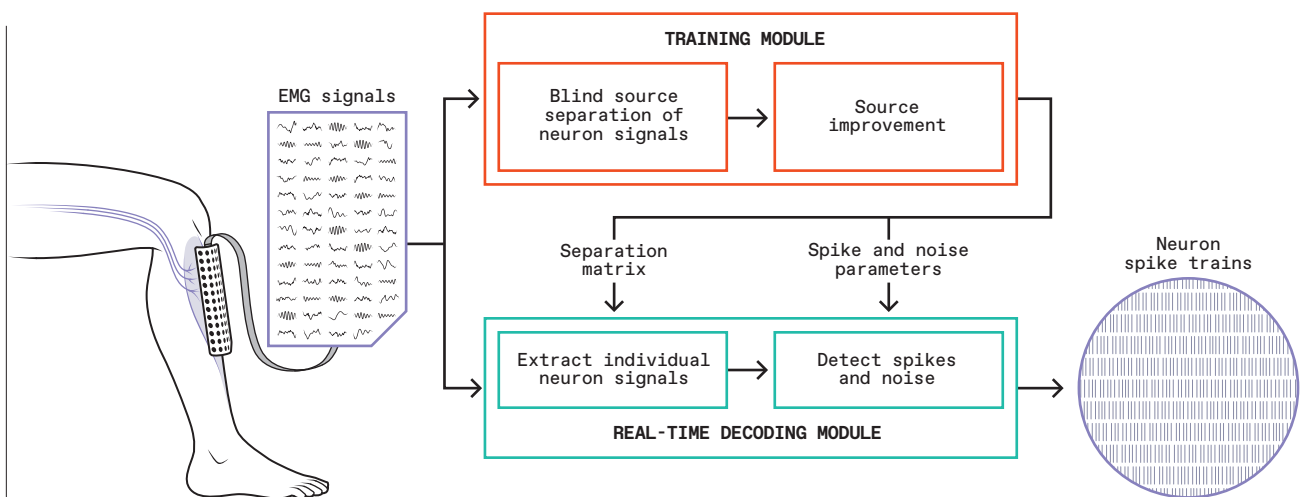 TRAINING MODULE
EMG signals
Blind source
separation of
neuron signals
Source
improvement
Separation
matrix
Spike and noise
parameters
Neuron
spike trains
Extract individual
neuron signals
Detect spikes
and noise
REAL-TIME DECODING MODULE